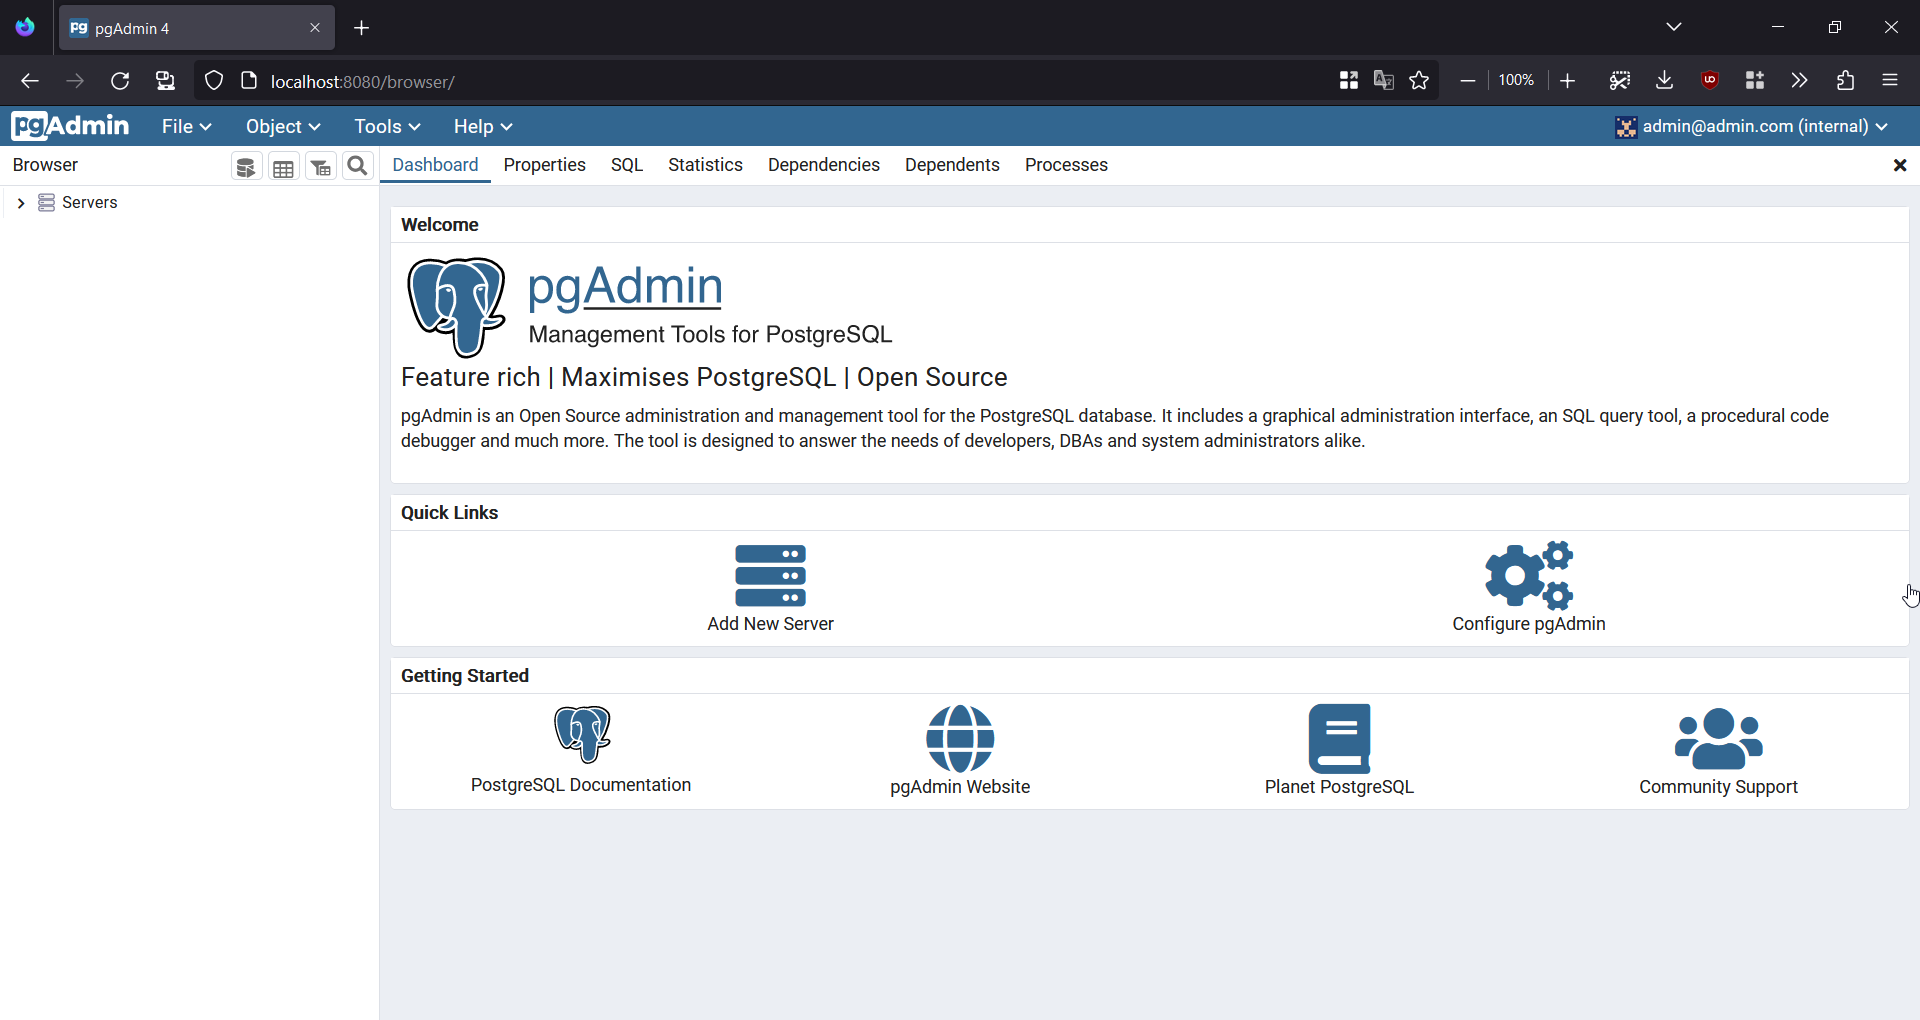 pgAdmin 4
localhost:8080/browser/
100%
pgAdmin File Object Tools Help admin@admin.com (internal)
Browser
Dashboard Properties SQL Statistics Dependencies Dependents Processes
Servers
Welcome
pgAdmin
Management Tools for PostgreSQL
Feature rich | Maximises PostgreSQL | Open Source
pgAdmin is an Open Source administration and management tool for the PostgreSQL database. It includes a graphical administration interface, an SQL query tool, a procedural code
debugger and much more. The tool is designed to answer the needs of developers, DBAs and system administrators alike.
Quick Links
Add New Server
Configure pgAdmin
Getting Started
PostgreSQL Documentation
pgAdmin Website
Planet PostgreSQL
Community Support